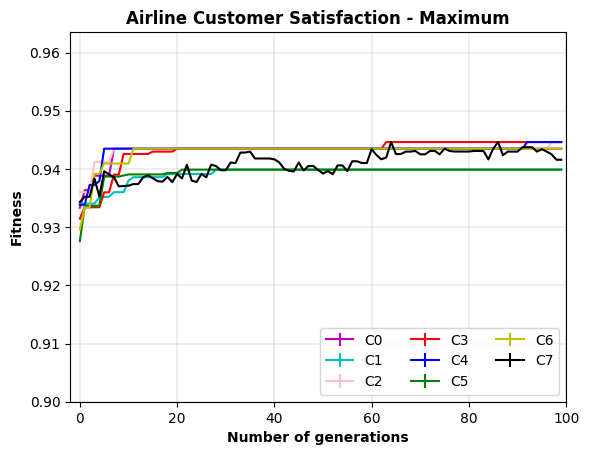 Airline Customer Satisfaction - Maximum
Fitness
0.96
0.95
0.94
0.93
0.92
0.91
0.90
0 20 40 60 80 100
Number of generations
C0 C3 C6
C1 C4 C7
C2 C5